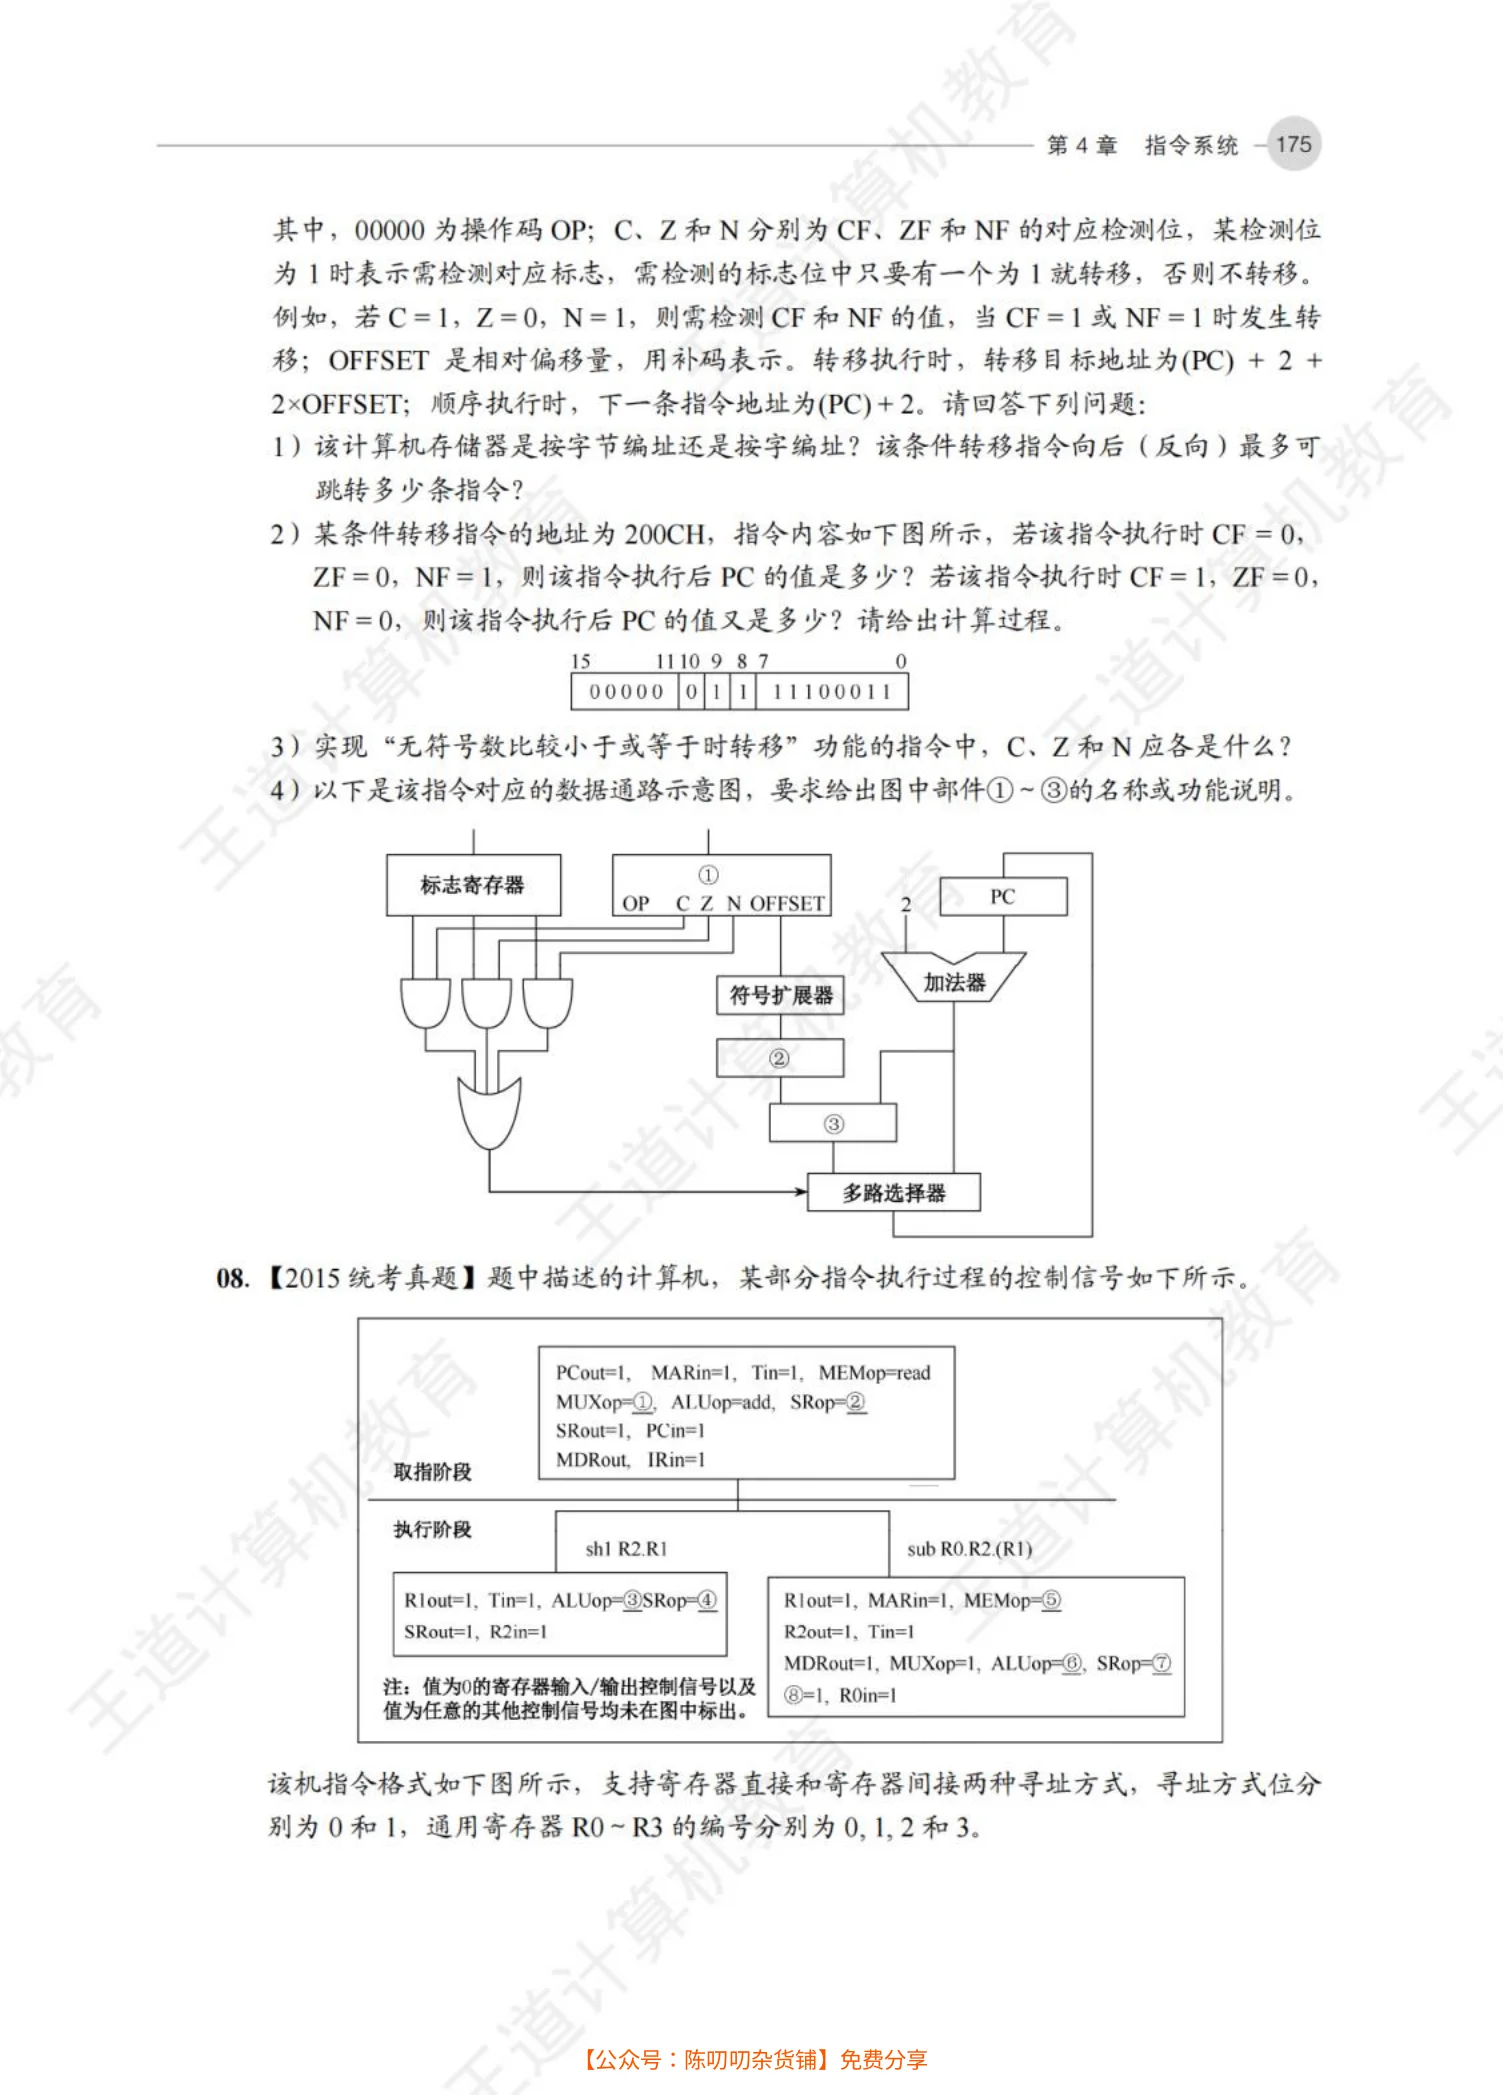 第 4 章 指令系统 175
其中，00000 为操作码 OP；C、Z 和 N 分别为 CF、ZF 和 NF 的对应检测位，某检测位
为 1 时表示需检测对应标志，需检测的标志位中只要有一个为 1 就转移，否则不转移。
例如，若 C = 1，Z = 0，N = 1，则需检测 CF 和 NF 的值，当 CF = 1 或 NF = 1 时发生转
移；OFFSET 是相对偏移量，用补码表示。转移执行时，转移目标地址为(PC) + 2 +
2×OFFSET；顺序执行时，下一条指令地址为(PC) + 2。请回答下列问题：
1）该计算机存储器是按字节编址还是按字编址？该条件转移指令向后（反向）最多可
跳转多少条指令？
2）某条件转移指令的地址为 200CH，指令内容如下图所示，若该指令执行时 CF = 0，
ZF = 0，NF = 1，则该指令执行后 PC 的值是多少？若该指令执行时 CF = 1，ZF = 0，
NF = 0，则该指令执行后 PC 的值又是多少？请给出计算过程。
15 11 10 9 8 7 0
00000 0 1 1 11100011
3）实现“无符号数比较小于或等于时转移”功能的指令中，C、Z 和 N 应各是什么？
4）以下是该指令对应的数据通路示意图，要求给出图中部件①~③的名称或功能说明。
标志寄存器
①
OP C Z N OFFSET
2
PC
加法器
符号扩展器
②
③
多路选择器
08. 【2015 统考真题】题中描述的计算机，某部分指令执行过程的控制信号如下所示。
PCout=1, MARin=1, Tin=1, MEMop=read
MUXop=①, ALUop=add, SRop=②
SRout=1, PCin=1
MDRout, IRin=1
取指阶段
执行阶段
sh1 R2.R1
sub R0.R2.(R1)
R1out=1, Tin=1, ALUop=③SRop=④
SRout=1, R2in=1
R1out=1, MARin=1, MEMop=⑤
R2out=1, Tin=1
MDRout=1, MUXop=1, ALUop=⑥, SRop=⑦
⑧=1, R0in=1
注：值为0的寄存器输入/输出控制信号以及
值为任意的其他控制信号均未在图中标出。
该机指令格式如下图所示，支持寄存器直接和寄存器间接两种寻址方式，寻址方式位分
别为 0 和 1，通用寄存器 R0 ~ R3 的编号分别为 0, 1, 2 和 3。
【公众号：陈叨叨杂货铺】免费分享
王道计算机教育